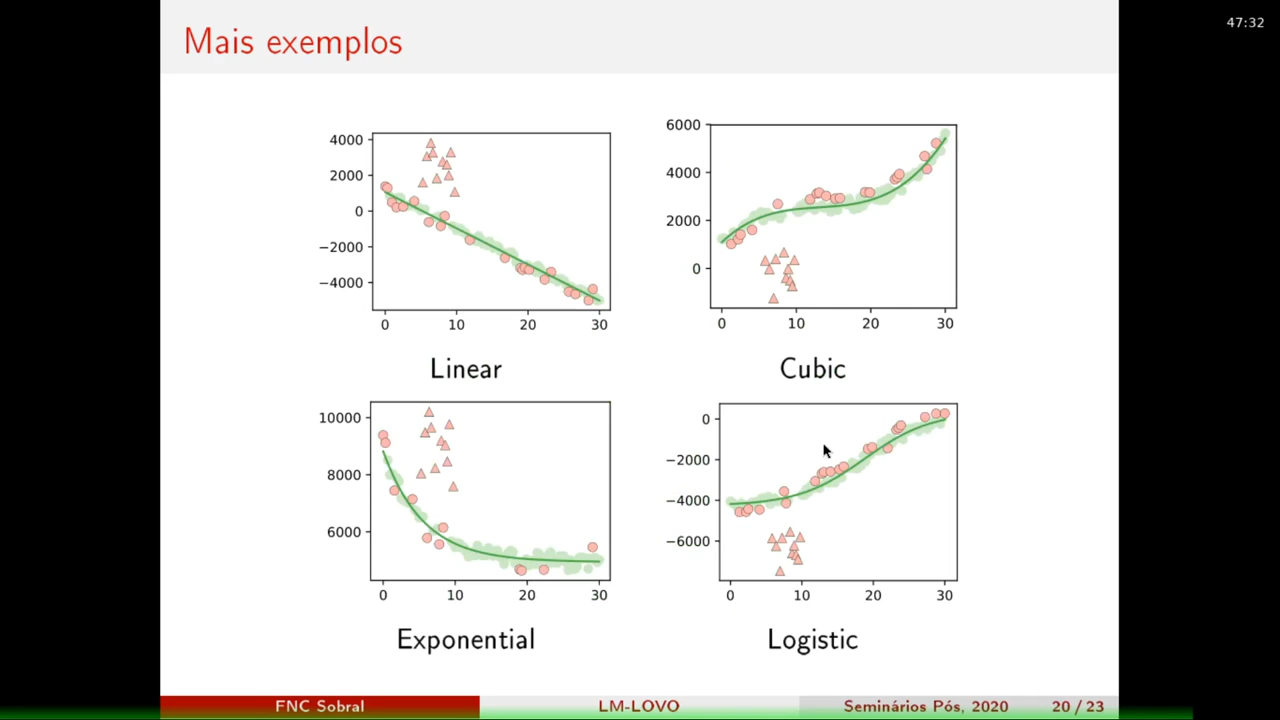 47:32
Mais exemplos
4000
2000
0
−2000
−4000
0 10 20 30
Linear
6000
4000
2000
0
0 10 20 30
Cubic
10000
8000
6000
0 10 20 30
Exponential
0
−2000
−4000
−6000
0 10 20 30
Logistic
FNC Sobral LM-LOVO Seminários Pós, 2020 20 / 23